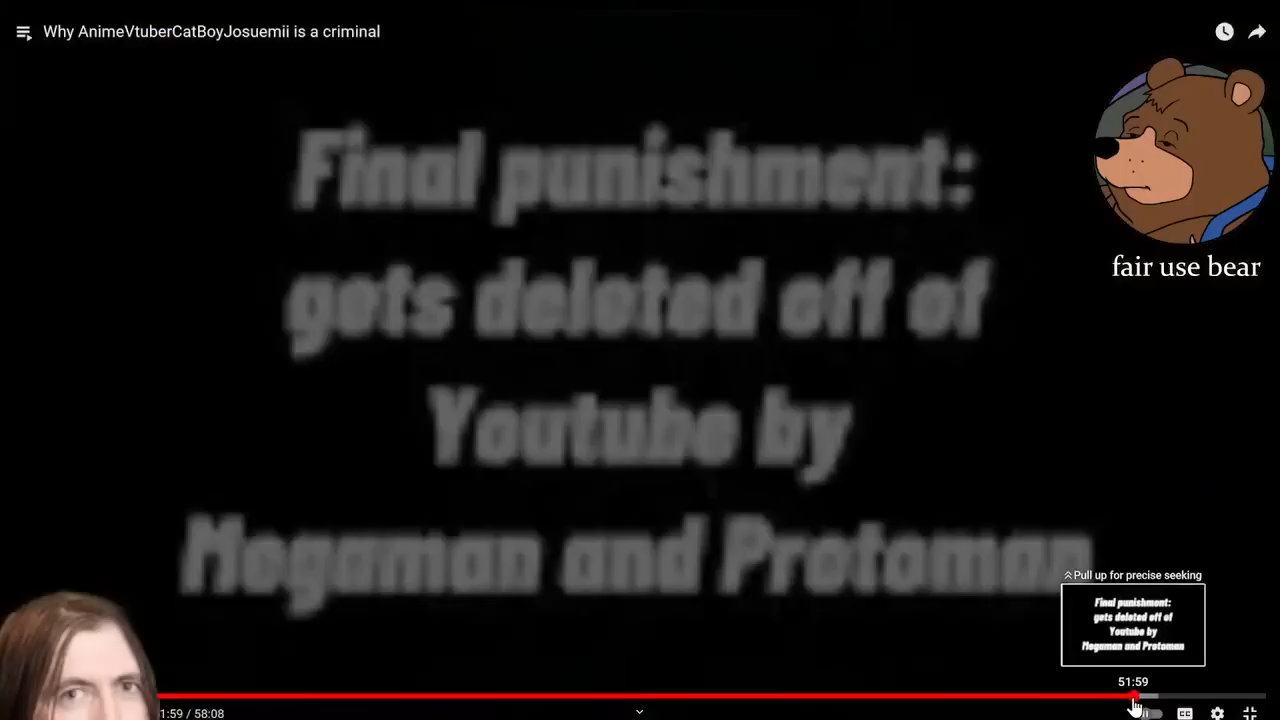 Why AnimeVtuberCatBoyJosuemii is a criminal
Final punishment:
gets deleted off of
Youtube by
Megaman and Protoman
fair use bear
Pull up for precise seeking
Final punishment:
gets deleted off of
Youtube by
Megaman and Protoman
51:59
1:59 / 58:08
CC